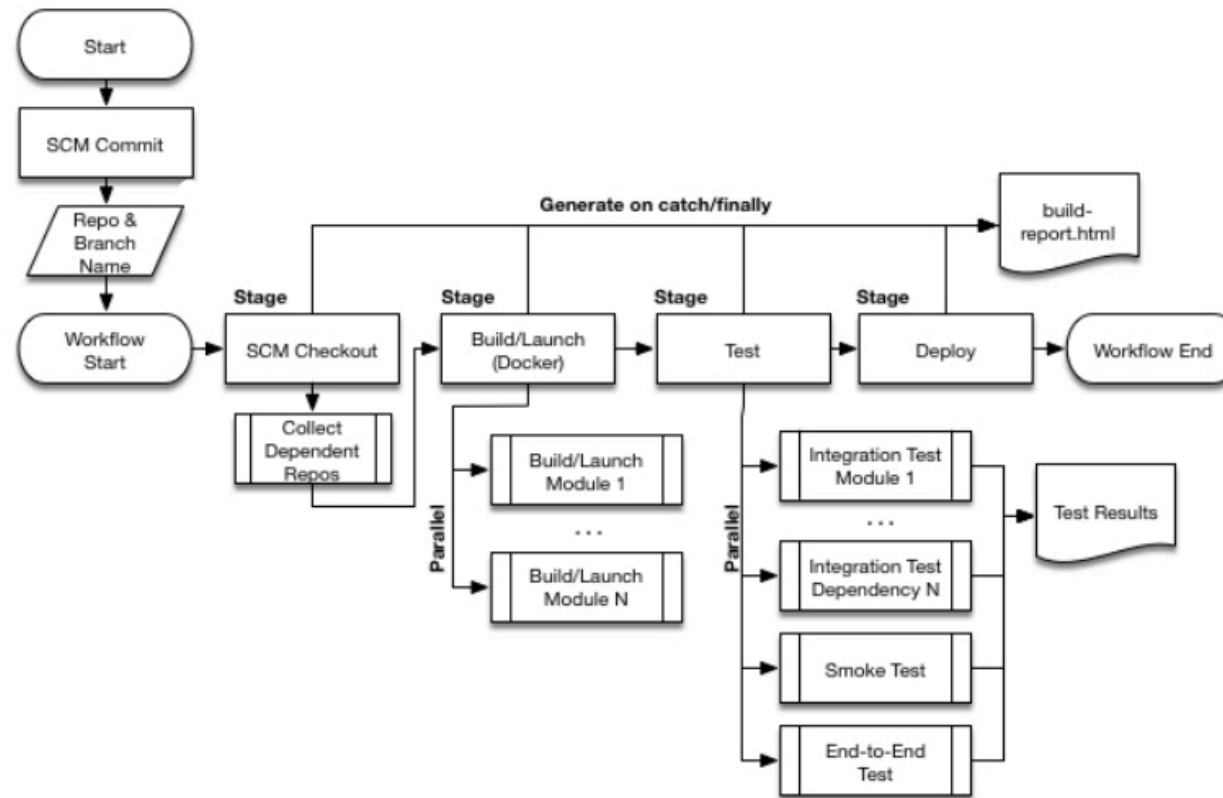 Start
SCM Commit
Repo &
Branch
Name
Workflow
Start
Generate on catch/finally
build-
report.html
Stage
SCM Checkout
Collect
Dependent
Repos
Stage
Build/Launch
(Docker)
Parallel
Build/Launch
Module 1
...
Build/Launch
Module N
Stage
Test
Parallel
Integration Test
Module 1
...
Integration Test
Dependency N
Smoke Test
End-to-End
Test
Test Results
Stage
Deploy
Workflow End